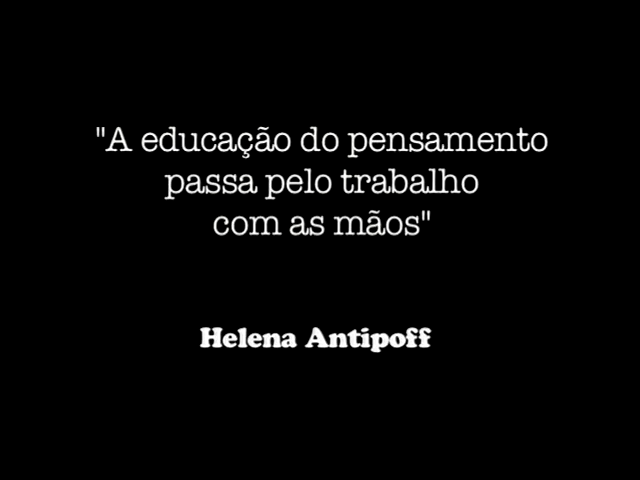 "A educação do pensamento
passa pelo trabalho
com as mãos"
Helena Antipoff